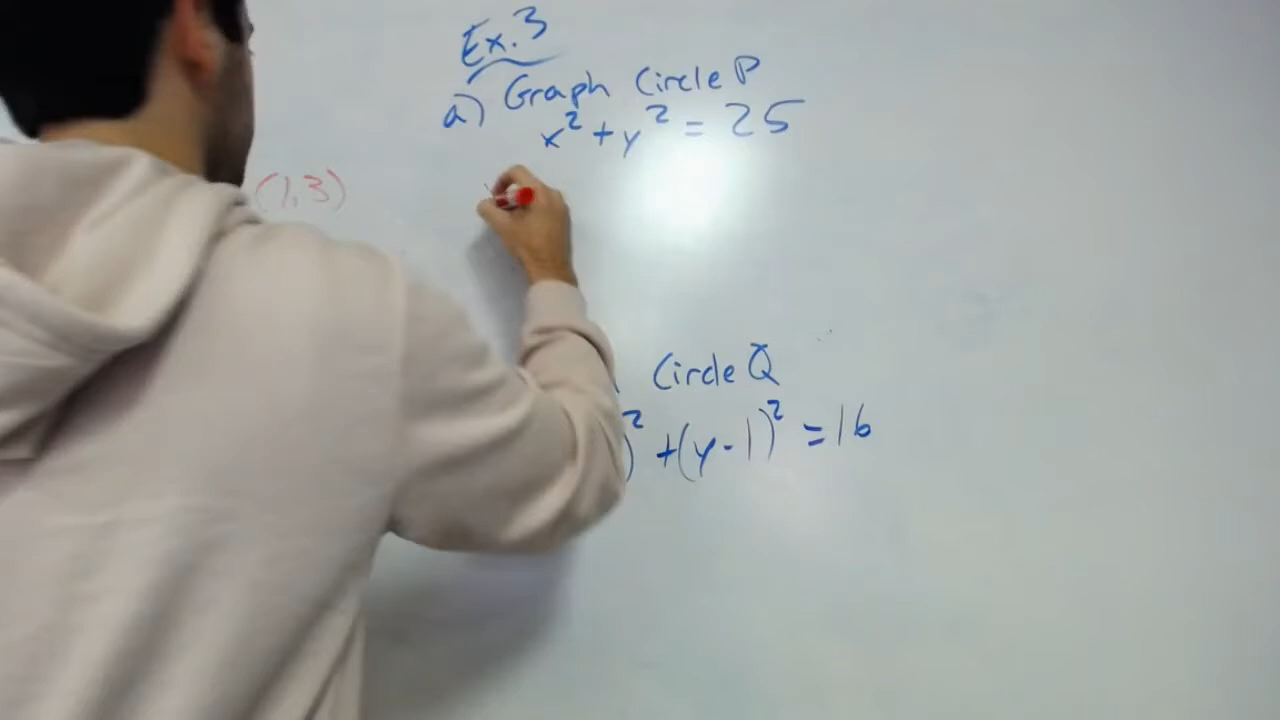 Ex. 3
a) Graph Circle P
x² + y² = 25
(1,3)
Circle Q
)² + (y - 1)² = 16